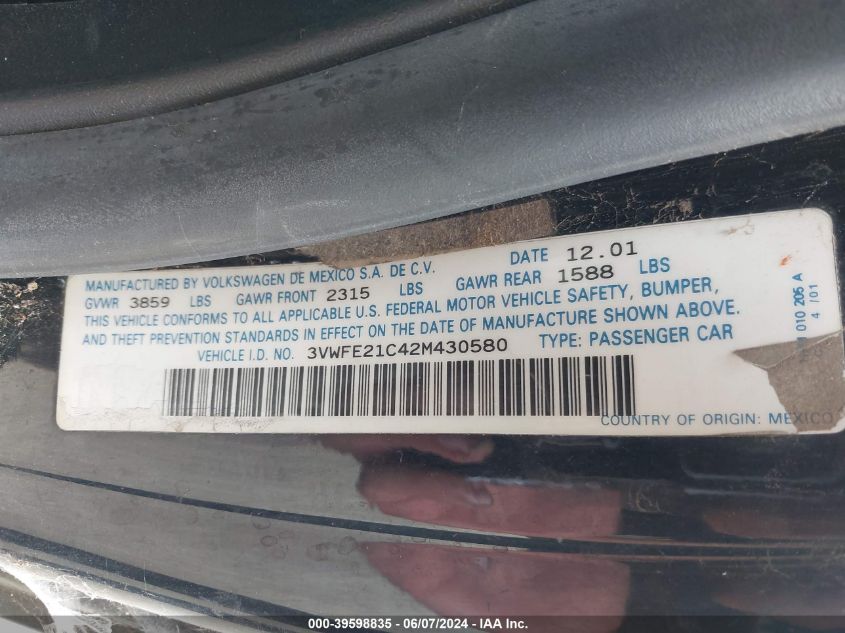 MANUFACTURED BY VOLKSWAGEN DE MEXICO S.A. DE C.V. DATE 12.01
GVWR 3859 LBS GAWR FRONT 2315 LBS GAWR REAR 1588 LBS
THIS VEHICLE CONFORMS TO ALL APPLICABLE U.S. FEDERAL MOTOR VEHICLE SAFETY, BUMPER,
AND THEFT PREVENTION STANDARDS IN EFFECT ON THE DATE OF MANUFACTURE SHOWN ABOVE.
VEHICLE I.D. NO. 3VWFE21C42M430580 TYPE: PASSENGER CAR
COUNTRY OF ORIGIN: MEXICO
010 265 A
4 / 01
000-39598835 - 06/07/2024 - IAA Inc.